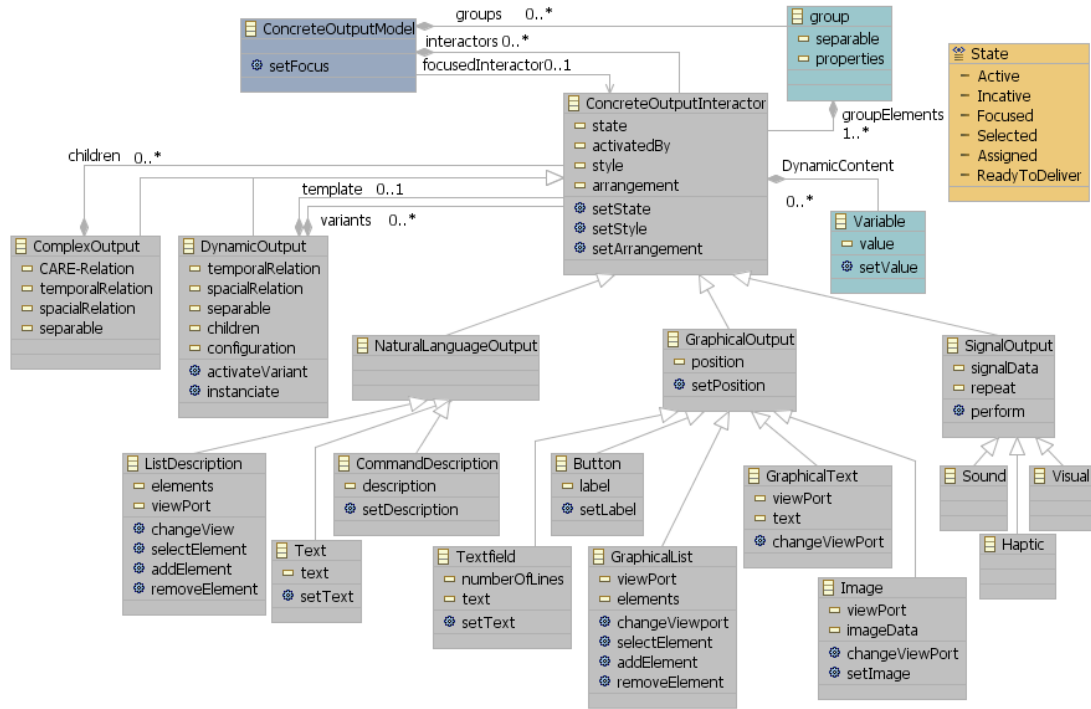 groups 0..*
ConcreteOutputModel
setFocus
interactors 0..*
focusedInteractor 0..1
group
separable
properties
State
Active
Incative
Focused
Selected
Assigned
ReadyToDeliver
groupElements
1..*
ConcreteOutputInteractor
state
activatedBy
style
arrangement
setState
setStyle
setArrangement
children 0..*
template 0..1
variants 0..*
DynamicContent
0..*
Variable
value
setValue
ComplexOutput
CARE-Relation
temporalRelation
spacialRelation
separable
DynamicOutput
temporalRelation
spacialRelation
separable
children
configuration
activateVariant
instanciate
NaturalLanguageOutput
GraphicalOutput
position
setPosition
SignalOutput
signalData
repeat
perform
ListDescription
elements
viewPort
changeView
selectElement
addElement
removeElement
Text
text
setText
CommandDescription
description
setDescription
Textfield
numberOfLines
text
setText
Button
label
setLabel
GraphicalList
viewPort
elements
changeViewport
selectElement
addElement
removeElement
GraphicalText
viewPort
text
changeViewPort
Image
viewPort
imageData
changeViewPort
setImage
Sound
Haptic
Visual